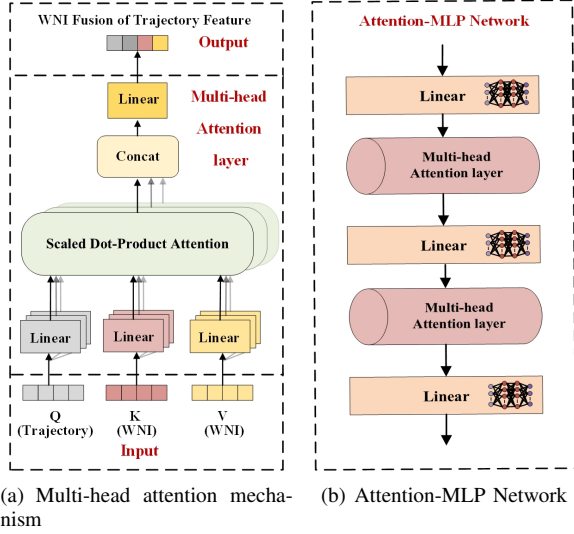 WNI Fusion of Trajectory Feature
Output
Linear
Multi-head
Attention
layer
Concat
Scaled Dot-Product Attention
Linear
Linear
Linear
Q
(Trajectory)
K
(WNI)
V
(WNI)
Input
(a) Multi-head attention mecha-
nism
Attention-MLP Network
Linear
Multi-head
Attention layer
Linear
Multi-head
Attention layer
Linear
(b) Attention-MLP Network